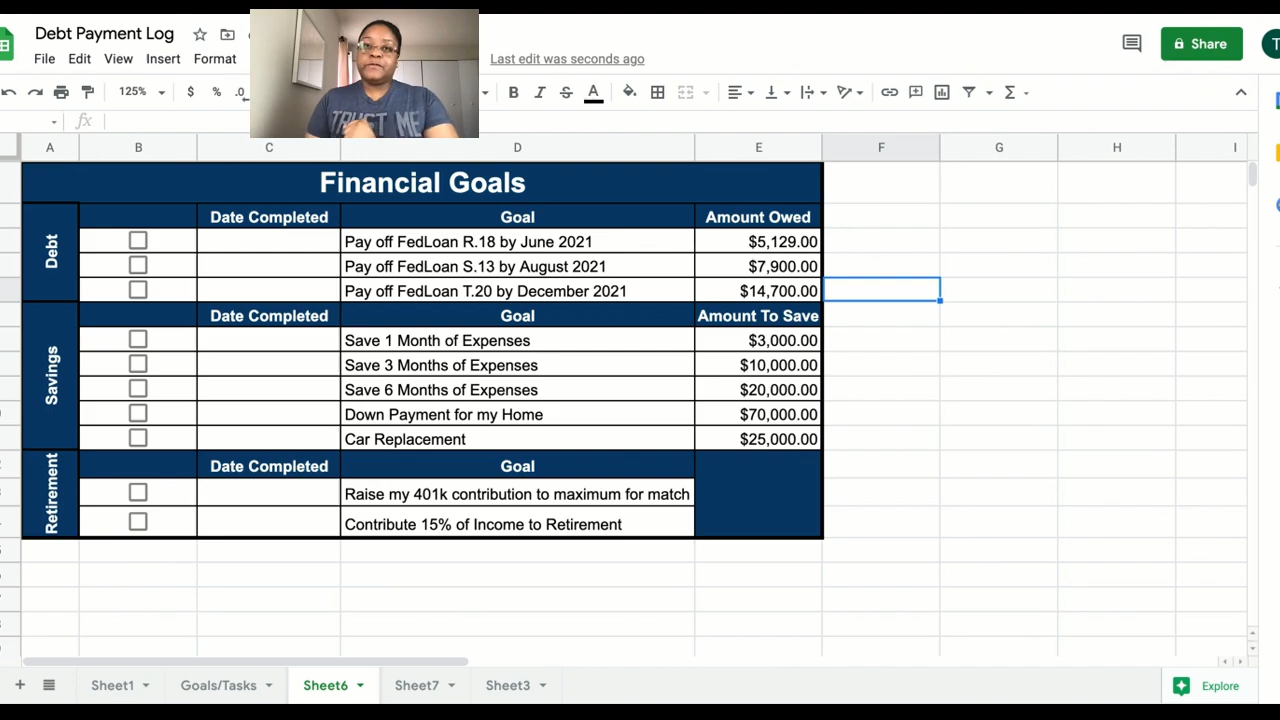 Debt Payment Log
File Edit View Insert Format
Last edit was seconds ago
Share
T
TRUST ME
125% $ % .0 B I S A Σ
fx
A B C D E F G H I
Financial Goals
Debt
Date Completed Goal Amount Owed
Pay off FedLoan R.18 by June 2021 $5,129.00
Pay off FedLoan S.13 by August 2021 $7,900.00
Pay off FedLoan T.20 by December 2021 $14,700.00
Savings
Date Completed Goal Amount To Save
Save 1 Month of Expenses $3,000.00
Save 3 Months of Expenses $10,000.00
Save 6 Months of Expenses $20,000.00
Down Payment for my Home $70,000.00
Car Replacement $25,000.00
Retirement
Date Completed Goal
Raise my 401k contribution to maximum for match
Contribute 15% of Income to Retirement
Sheet1 Goals/Tasks Sheet6 Sheet7 Sheet3
Explore